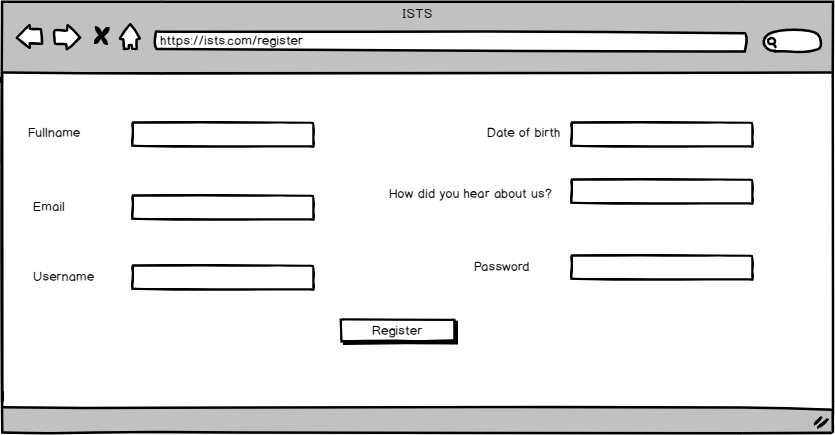 ISTS
https://ists.com/register
Fullname
Date of birth
Email
How did you hear about us?
Username
Password
Register